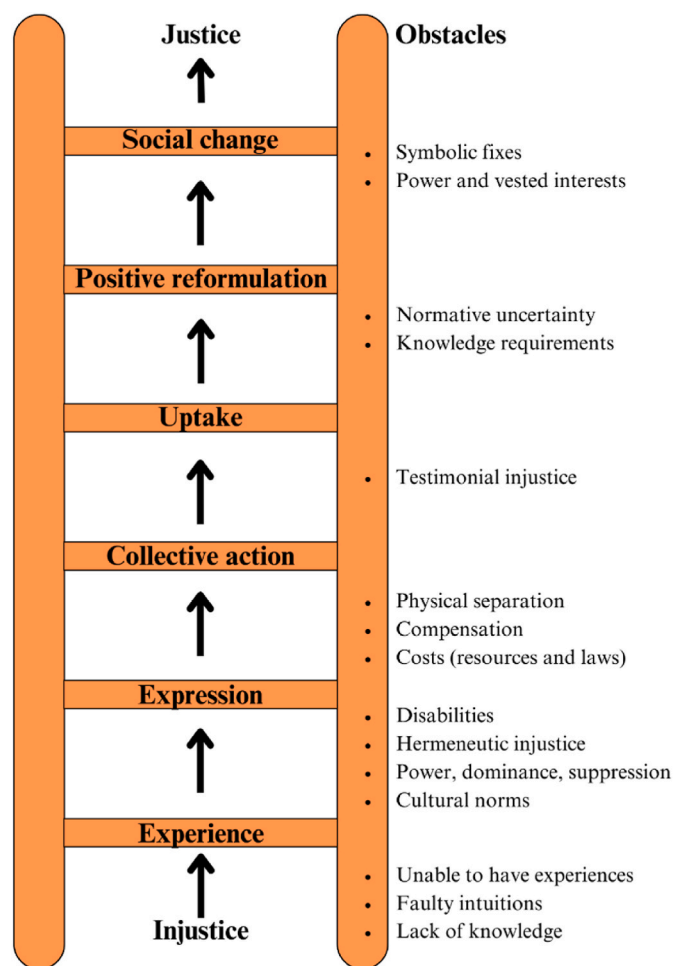 Justice
Obstacles
Social change
• Symbolic fixes
• Power and vested interests
Positive reformulation
• Normative uncertainty
• Knowledge requirements
Uptake
• Testimonial injustice
Collective action
• Physical separation
• Compensation
• Costs (resources and laws)
Expression
• Disabilities
• Hermeneutic injustice
• Power, dominance, suppression
• Cultural norms
Experience
• Unable to have experiences
• Faulty intuitions
• Lack of knowledge
Injustice